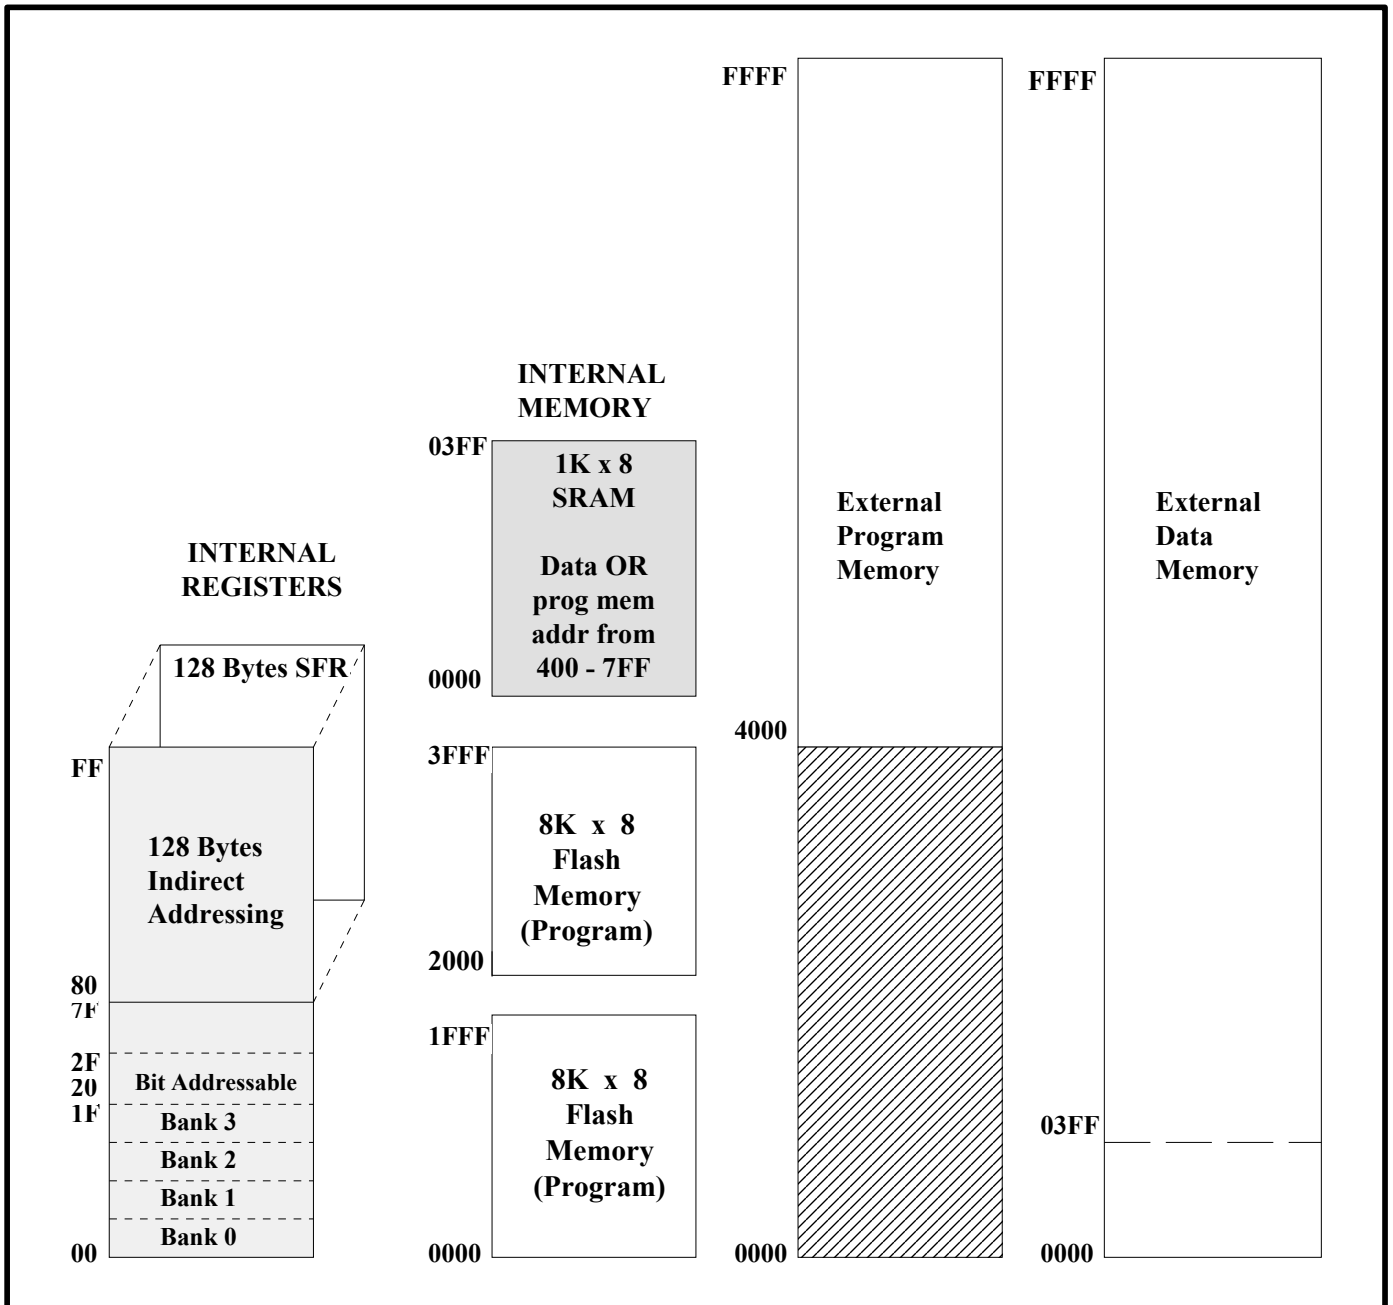 INTERNAL
REGISTERS
128 Bytes SFR
FF
128 Bytes
Indirect
Addressing
80
7F
2F
20
Bit Addressable
1F
Bank 3
Bank 2
Bank 1
Bank 0
00
INTERNAL
MEMORY
03FF
1K x 8
SRAM
Data OR
prog mem
addr from
400 - 7FF
0000
3FFF
8K x 8
Flash
Memory
(Program)
2000
1FFF
8K x 8
Flash
Memory
(Program)
0000
FFFF
External
Program
Memory
4000
0000
FFFF
External
Data
Memory
03FF
0000